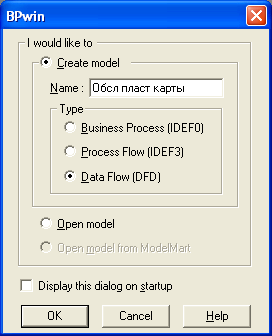 BPwin
I would like to
Create model
Name : Обсл пласт карты
Type
Business Process (IDEF0)
Process Flow (IDEF3)
Data Flow (DFD)
Open model
Open model from ModelMart
Display this dialog on startup
OK Cancel Help